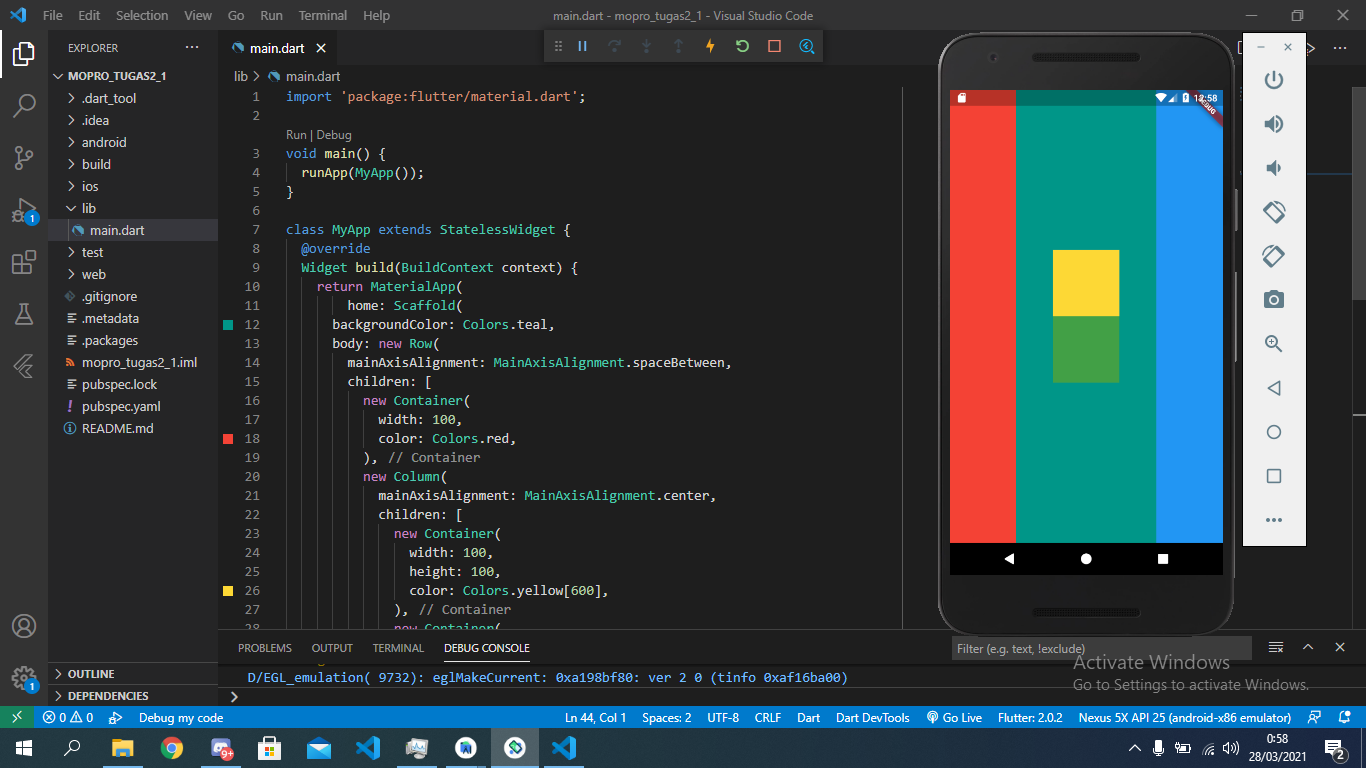 File Edit Selection View Go Run Terminal Help
main.dart - mopro_tugas2_1 - Visual Studio Code
EXPLORER
MOPRO_TUGAS2_1
.dart_tool
.idea
android
build
ios
lib
main.dart
test
web
.gitignore
.metadata
.packages
mopro_tugas2_1.iml
pubspec.lock
pubspec.yaml
README.md
OUTLINE
DEPENDENCIES
1
1
main.dart
lib > main.dart
1 import 'package:flutter/material.dart';
2
Run | Debug
3 void main() {
4 runApp(MyApp());
5 }
6
7 class MyApp extends StatelessWidget {
8 @override
9 Widget build(BuildContext context) {
10 return MaterialApp(
11 home: Scaffold(
12 backgroundColor: Colors.teal,
13 body: new Row(
14 mainAxisAlignment: MainAxisAlignment.spaceBetween,
15 children: [
16 new Container(
17 width: 100,
18 color: Colors.red,
19 ), // Container
20 new Column(
21 mainAxisAlignment: MainAxisAlignment.center,
22 children: [
23 new Container(
24 width: 100,
25 height: 100,
26 color: Colors.yellow[600],
27 ), // Container
28 new Container(
PROBLEMS OUTPUT TERMINAL DEBUG CONSOLE
Filter (e.g. text, !exclude)
D/EGL_emulation( 9732): eglMakeCurrent: 0xa198bf80: ver 2 0 (tinfo 0xaf16ba00)
Activate Windows
Go to Settings to activate Windows.
0 0 Debug my code
Ln 44, Col 1 Spaces: 2 UTF-8 CRLF Dart Dart DevTools Go Live Flutter: 2.0.2 Nexus 5X API 25 (android-x86 emulator)
9+
0:58
28/03/2021
2